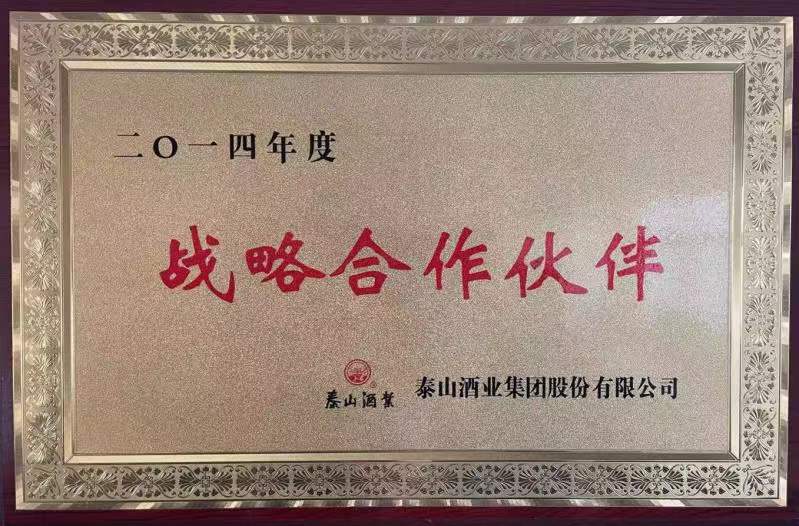 二〇一四年度
战略合作伙伴
泰山酒业 泰山酒业集团股份有限公司